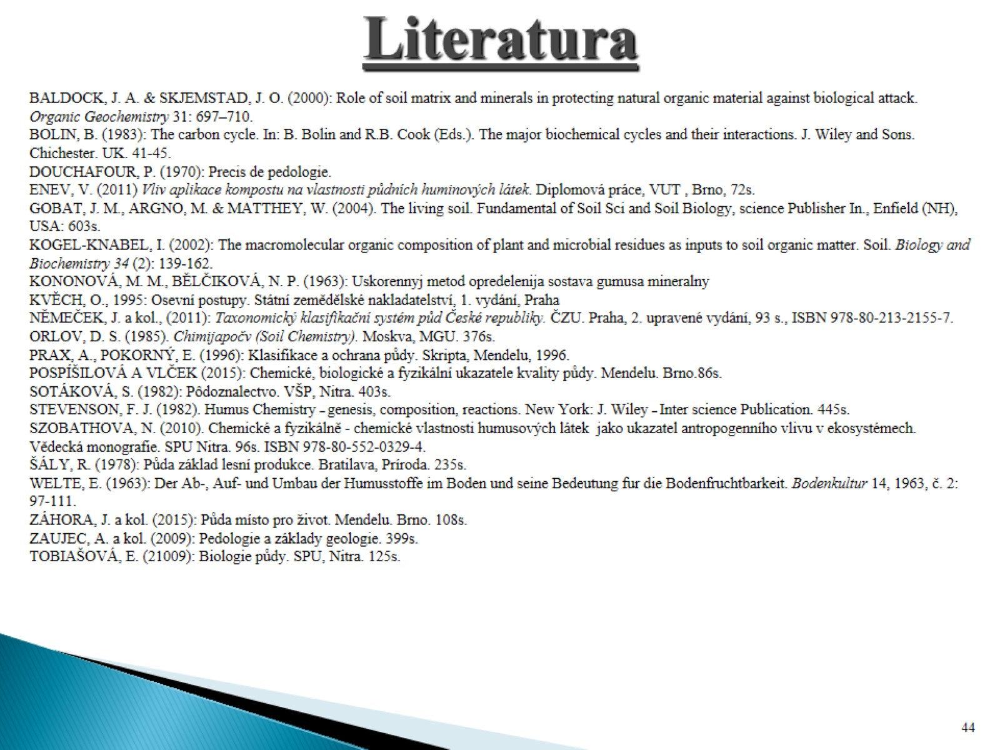 Literatura
BALDOCK, J. A. & SKJEMSTAD, J. O. (2000): Role of soil matrix and minerals in protecting natural organic material against biological attack.
Organic Geochemistry 31: 697–710.
BOLIN, B. (1983): The carbon cycle. In: B. Bolin and R.B. Cook (Eds.). The major biochemical cycles and their interactions. J. Wiley and Sons.
Chichester. UK. 41-45.
DOUCHAFOUR, P. (1970): Precis de pedologie.
ENEV, V. (2011) Vliv aplikace kompostu na vlastnosti půdních huminových látek. Diplomová práce, VUT , Brno, 72s.
GOBAT, J. M., ARGNO, M. & MATTHEY, W. (2004). The living soil. Fundamental of Soil Sci and Soil Biology, science Publisher In., Enfield (NH),
USA: 603s.
KOGEL-KNABEL, I. (2002): The macromolecular organic composition of plant and microbial residues as inputs to soil organic matter. Soil. Biology and
Biochemistry 34 (2): 139-162.
KONONOVÁ, M. M., BĚLČIKOVÁ, N. P. (1963): Uskorennyj metod opredelenija sostava gumusa mineralny
KVĚCH, O., 1995: Osevní postupy. Státní zemědělské nakladatelství, 1. vydání, Praha
NĚMEČEK, J. a kol., (2011): Taxonomický klasifikační systém půd České republiky. ČZU. Praha, 2. upravené vydání, 93 s., ISBN 978-80-213-2155-7.
ORLOV, D. S. (1985). Chimijapočv (Soil Chemistry). Moskva, MGU. 376s.
PRAX, A., POKORNÝ, E. (1996): Klasifikace a ochrana půdy. Skripta, Mendelu, 1996.
POSPÍŠILOVÁ A VLČEK (2015): Chemické, biologické a fyzikální ukazatele kvality půdy. Mendelu. Brno.86s.
SOTÁKOVÁ, S. (1982): Pôdoznalectvo. VŠP, Nitra. 403s.
STEVENSON, F. J. (1982). Humus Chemistry – genesis, composition, reactions. New York: J. Wiley – Inter science Publication. 445s.
SZOBATHOVA, N. (2010). Chemické a fyzikálně - chemické vlastnosti humusových látek jako ukazatel antropogenního vlivu v ekosystémech.
Vědecká monografie. SPU Nitra. 96s. ISBN 978-80-552-0329-4.
ŠÁLY, R. (1978): Půda základ lesní produkce. Bratilava, Príroda. 235s.
WELTE, E. (1963): Der Ab-, Auf- und Umbau der Humusstoffe im Boden und seine Bedeutung fur die Bodenfruchtbarkeit. Bodenkultur 14, 1963, č. 2:
97-111.
ZÁHORA, J. a kol. (2015): Půda místo pro život. Mendelu. Brno. 108s.
ZAUJEC, A. a kol. (2009): Pedologie a základy geologie. 399s.
TOBIAŠOVÁ, E. (21009): Biologie půdy. SPU, Nitra. 125s.
44